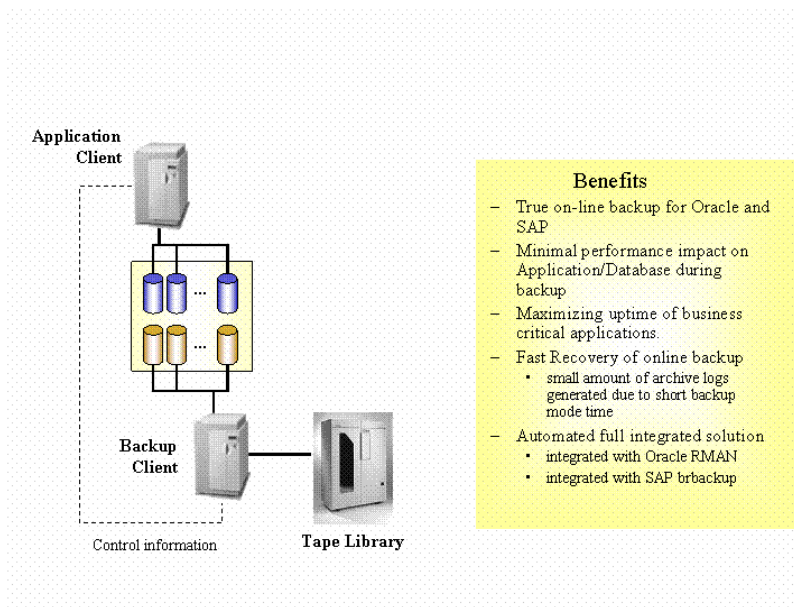 Application
Client
...
...
Backup
Client
Control information
Tape Library
Benefits
– True on-line backup for Oracle and
SAP
– Minimal performance impact on
Application/Database during
backup
– Maximizing uptime of business
critical applications.
– Fast Recovery of online backup
• small amount of archive logs
generated due to short backup
mode time
– Automated full integrated solution
• integrated with Oracle RMAN
• integrated with SAP brbackup